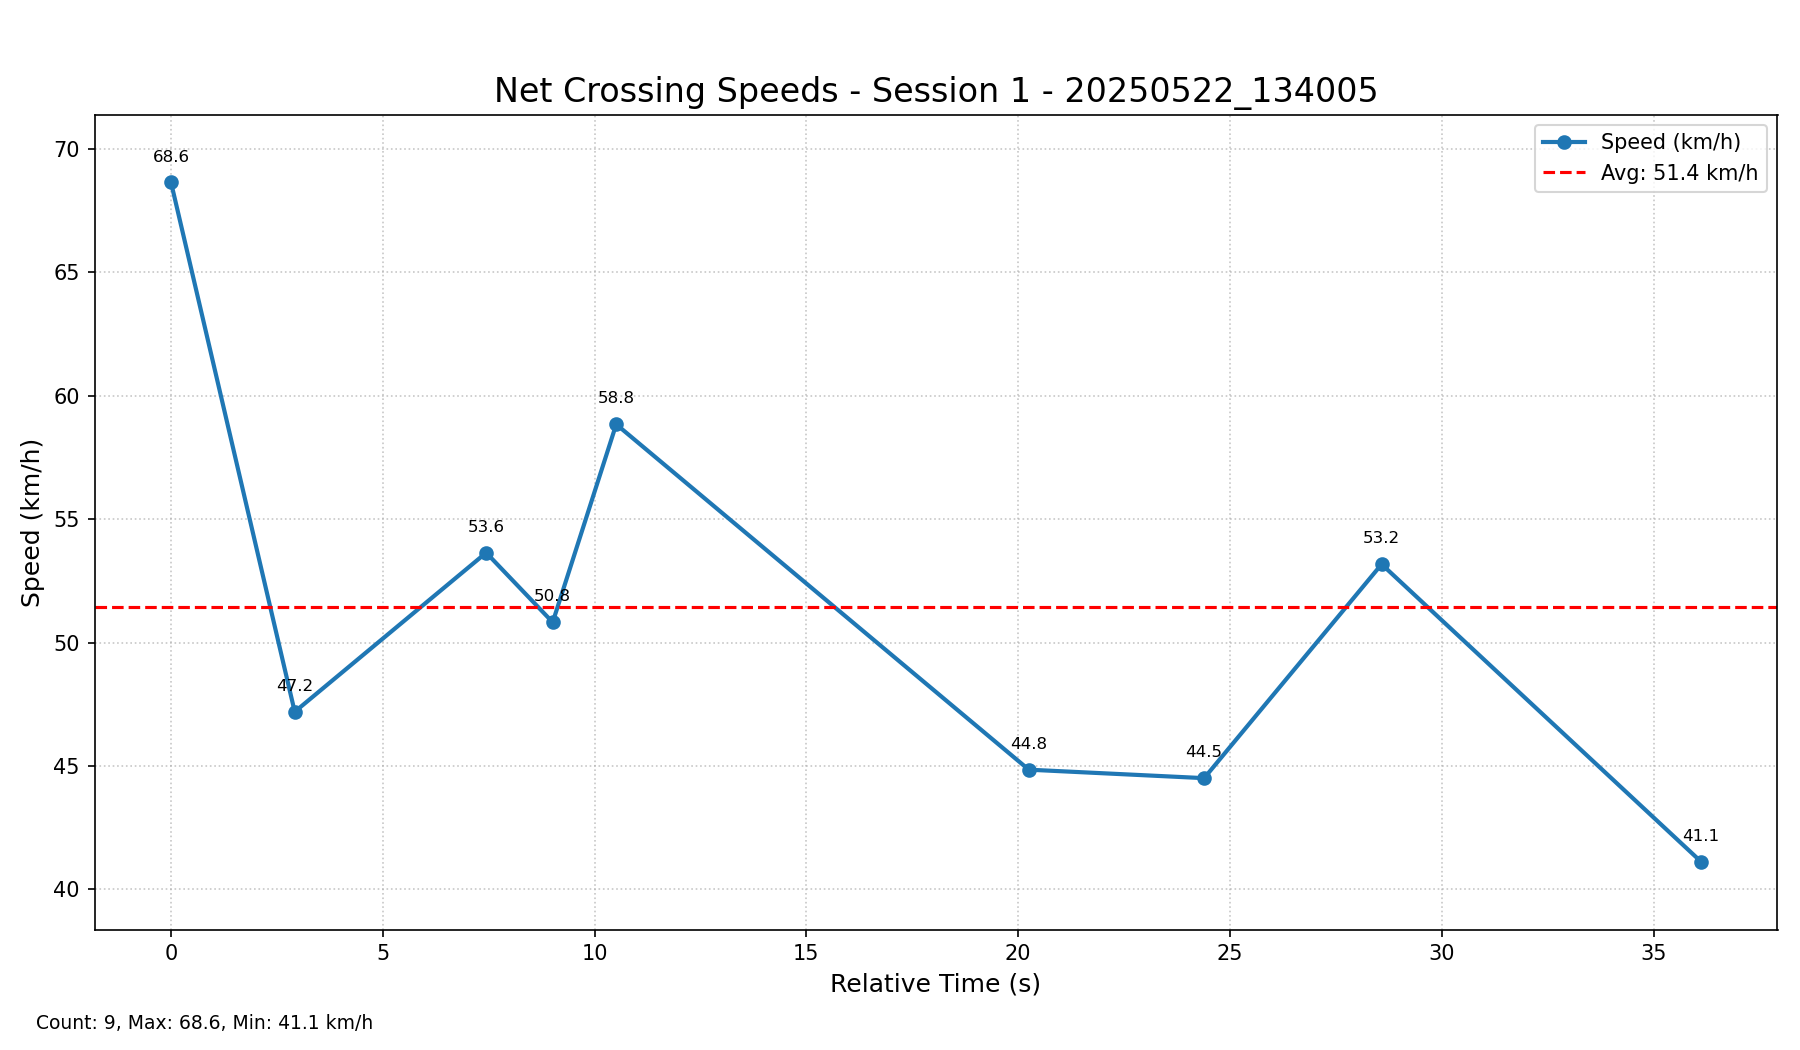 Net Crossing Speeds - Session 1 - 20250522_134005
Speed (km/h)
Avg: 51.4 km/h
70
65
60
55
50
45
40
Speed (km/h)
68.6
47.2
53.6
50.8
58.8
44.8
44.5
53.2
41.1
0 5 10 15 20 25 30 35
Relative Time (s)
Count: 9, Max: 68.6, Min: 41.1 km/h